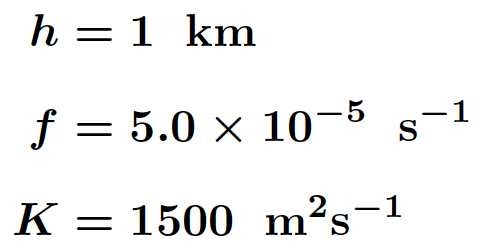 h = 1 km
f = 5.0 × 10⁻⁵ s⁻¹
K = 1500 m²s⁻¹